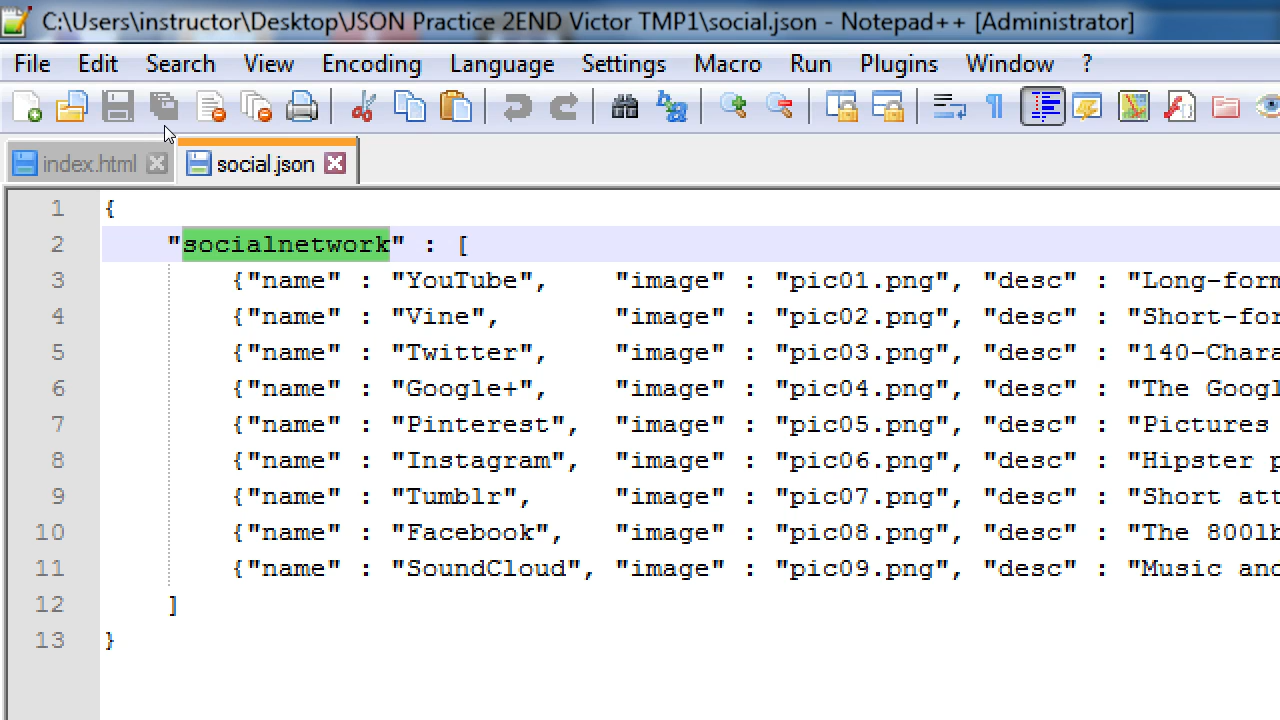 C:\Users\instructor\Desktop\JSON Practice 2END Victor TMP1\social.json - Notepad++ [Administrator]
File Edit Search View Encoding Language Settings Macro Run Plugins Window ?
index.html social.json
1 {
2 "socialnetwork" : [
3 {"name" : "YouTube", "image" : "pic01.png", "desc" : "Long-form
4 {"name" : "Vine", "image" : "pic02.png", "desc" : "Short-for
5 {"name" : "Twitter", "image" : "pic03.png", "desc" : "140-Chara
6 {"name" : "Google+", "image" : "pic04.png", "desc" : "The Googl
7 {"name" : "Pinterest", "image" : "pic05.png", "desc" : "Pictures
8 {"name" : "Instagram", "image" : "pic06.png", "desc" : "Hipster p
9 {"name" : "Tumblr", "image" : "pic07.png", "desc" : "Short att
10 {"name" : "Facebook", "image" : "pic08.png", "desc" : "The 800lb
11 {"name" : "SoundCloud", "image" : "pic09.png", "desc" : "Music and
12 ]
13 }